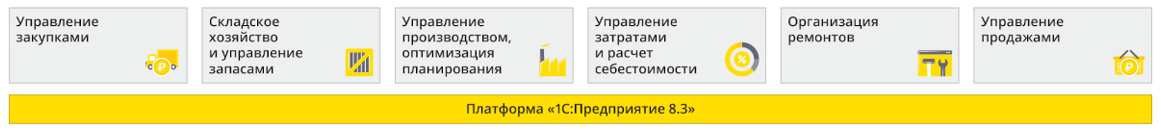 Управление
закупками
Складское
хозяйство
и управление
запасами
Управление
производством,
оптимизация
планирования
Управление
затратами
и расчет
себестоимости
Организация
ремонтов
Управление
продажами
Платформа «1С:Предприятие 8.3»